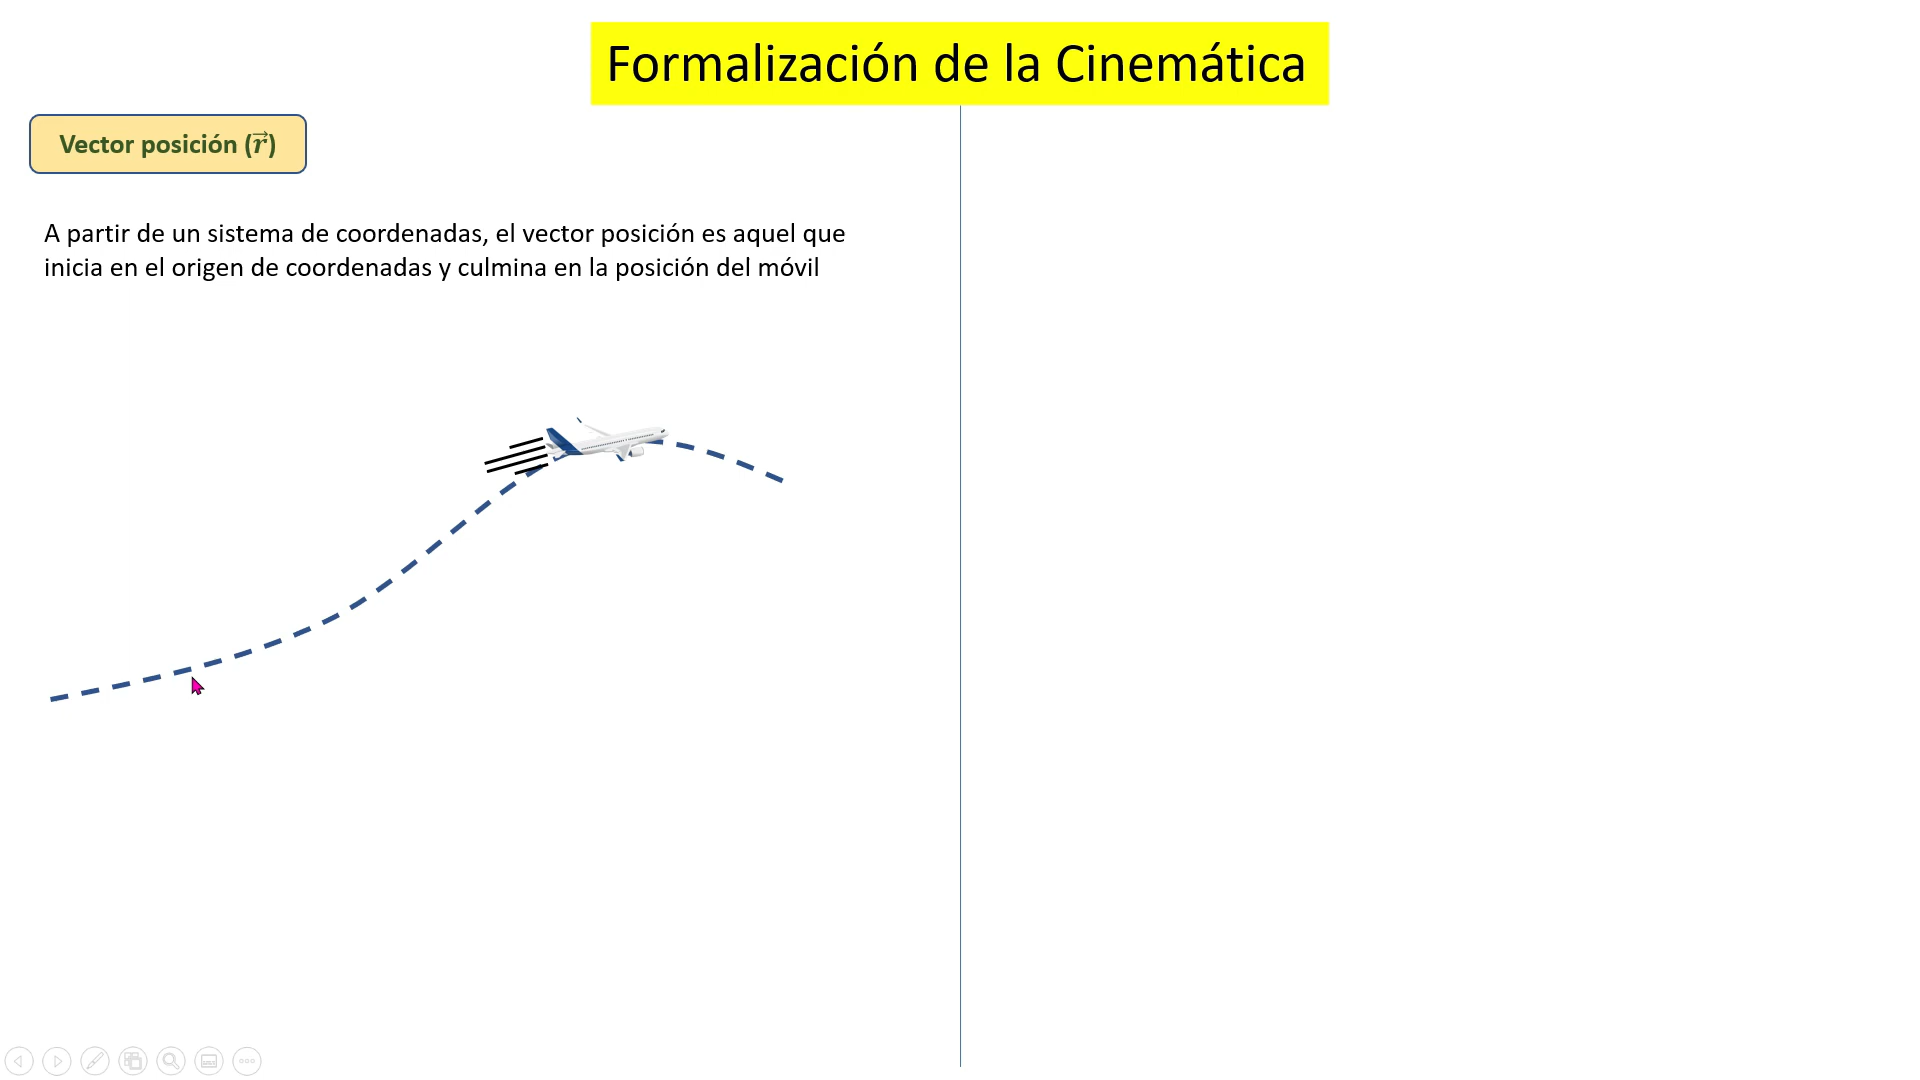 Formalización de la Cinemática
Vector posición (r⃗)
A partir de un sistema de coordenadas, el vector posición es aquel que
inicia en el origen de coordenadas y culmina en la posición del móvil